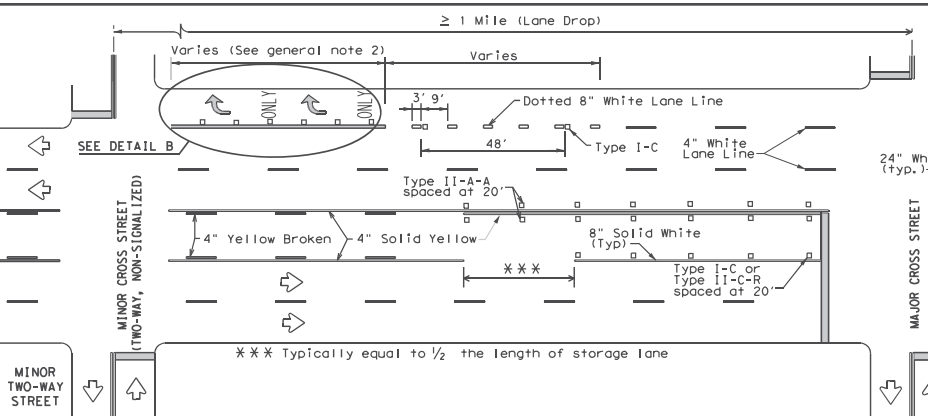 ≥ 1 Mile (Lane Drop)
Varies (See general note 2)
Varies
ONLY
ONLY
3' 9'
Dotted 8" White Lane Line
SEE DETAIL B
48'
Type I-C
4" White
Lane Line
24" Wh
(typ.)
Type II-A-A
spaced at 20'
4" Yellow Broken
4" Solid Yellow
8" Solid White
(Typ)
***
Type I-C or
Type II-C-R
spaced at 20'
MINOR CROSS STREET
(TWO-WAY, NON-SIGNALIZED)
MAJOR CROSS STREET
*** Typically equal to ½ the length of storage lane
MINOR
TWO-WAY
STREET